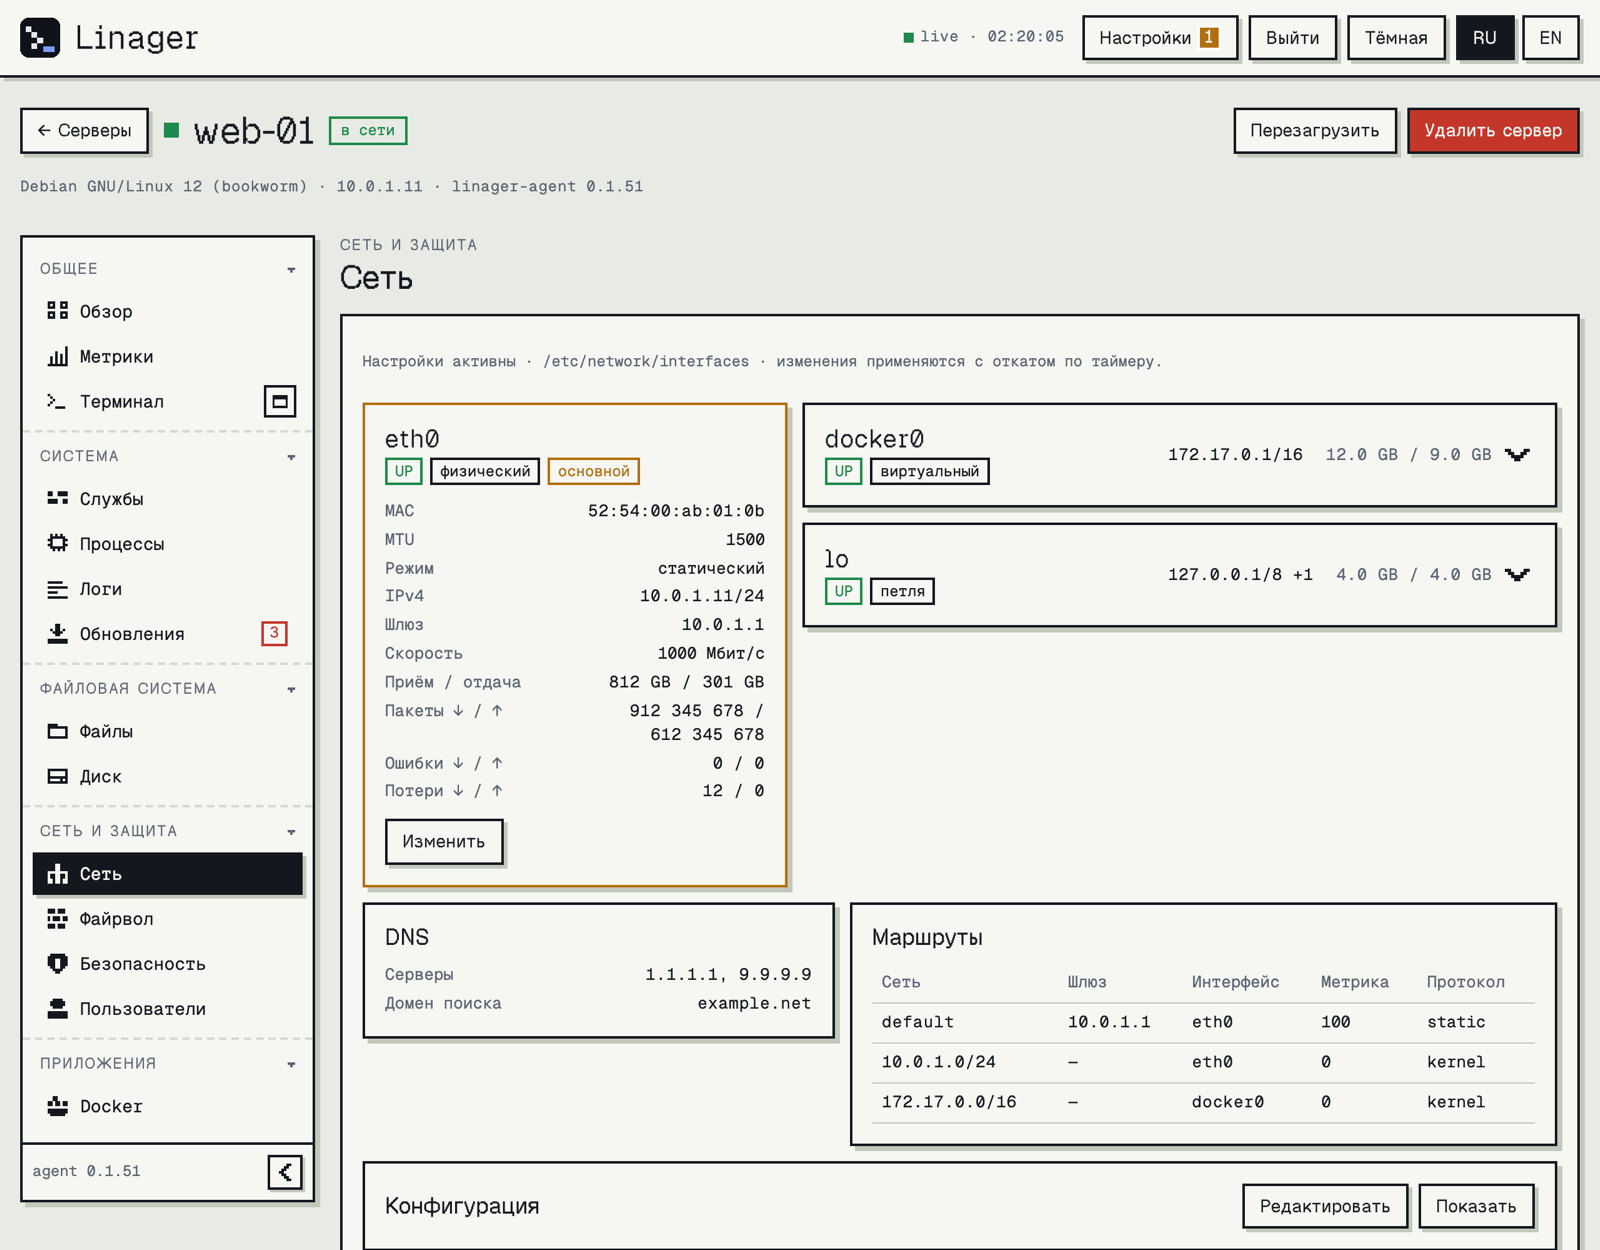 Linager
live · 02:20:05
Настройки 1
Выйти
Тёмная
RU
EN
← Серверы
web-01
в сети
Перезагрузить
Удалить сервер
Debian GNU/Linux 12 (bookworm) · 10.0.1.11 · linager-agent 0.1.51
ОБЩЕЕ
Обзор
Метрики
Терминал
СИСТЕМА
Службы
Процессы
Логи
Обновления 3
ФАЙЛОВАЯ СИСТЕМА
Файлы
Диск
СЕТЬ И ЗАЩИТА
Сеть
Файрвол
Безопасность
Пользователи
ПРИЛОЖЕНИЯ
Docker
agent 0.1.51
СЕТЬ И ЗАЩИТА
Сеть
Настройки активны · /etc/network/interfaces · изменения применяются с откатом по таймеру.
eth0
UP физический основной
MAC 52:54:00:ab:01:0b
MTU 1500
Режим статический
IPv4 10.0.1.11/24
Шлюз 10.0.1.1
Скорость 1000 Мбит/с
Приём / отдача 812 GB / 301 GB
Пакеты ↓ / ↑ 912 345 678 /
612 345 678
Ошибки ↓ / ↑ 0 / 0
Потери ↓ / ↑ 12 / 0
Изменить
docker0
UP виртуальный
172.17.0.1/16 12.0 GB / 9.0 GB
lo
UP петля
127.0.0.1/8 +1 4.0 GB / 4.0 GB
DNS
Серверы 1.1.1.1, 9.9.9.9
Домен поиска example.net
Маршруты
Сеть Шлюз Интерфейс Метрика Протокол
default 10.0.1.1 eth0 100 static
10.0.1.0/24 — eth0 0 kernel
172.17.0.0/16 — docker0 0 kernel
Конфигурация
Редактировать
Показать